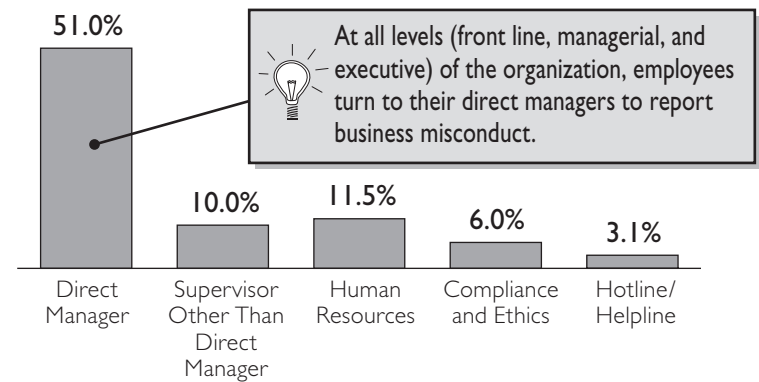 51.0%
At all levels (front line, managerial, and
executive) of the organization, employees
turn to their direct managers to report
business misconduct.
10.0%
11.5%
6.0%
3.1%
Direct
Manager
Supervisor
Other Than
Direct
Manager
Human
Resources
Compliance
and Ethics
Hotline/
Helpline